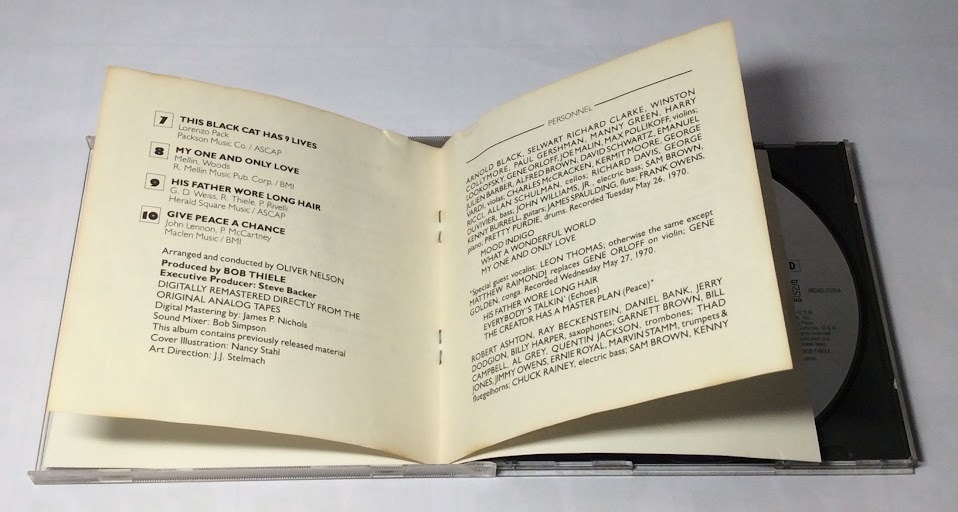 7 THIS BLACK CAT HAS 9 LIVES
Lorenzo Pack
Packson Music Co. / ASCAP
8 MY ONE AND ONLY LOVE
Mellin, Woods
R. Mellin Music Pub. Corp. / BMI
9 HIS FATHER WORE LONG HAIR
G. D. Weiss, R. Thiele, P. Rivelli
Herald Square Music / ASCAP
10 GIVE PEACE A CHANCE
John Lennon, P. McCartney
Maclen Music / BMI
Arranged and conducted by OLIVER NELSON
Produced by BOB THIELE
Executive Producer: Steve Backer
DIGITALLY REMASTERED DIRECTLY FROM THE
ORIGINAL ANALOG TAPES
Digital Mastering by: James P. Nichols
Sound Mixer: Bob Simpson
This album contains previously released material
Cover Illustration: Nancy Stahl
Art Direction: J.J. Stelmach
PERSONNEL
ARNOLD BLACK, SELWART RICHARD CLARKE, WINSTON
COLLYMORE, PAUL GERSHMAN, MANNY GREEN, HARRY
LOOKOFSKY, GENE ORLOFF, JOE MALIN, MAX POLLIKOFF, violins;
JULIEN BARBER, ALFRED BROWN, DAVID SCHWARTZ, EMANUEL
VARDI, violas; CHARLES McCRACKEN, KERMIT MOORE, GEORGE
RICCI, ALLAN SCHULMAN, cellos; RICHARD DAVIS, GEORGE
DUVIVIER, bass; JOHN WILLIAMS, JR., electric bass; SAM BROWN,
KENNY BURRELL, guitars; JAMES SPAULDING, flute, FRANK OWENS,
piano, PRETTY PURDIE, drums. Recorded Tuesday May 26, 1970.
MOOD INDIGO
WHAT A WONDERFUL WORLD
MY ONE AND ONLY LOVE
"Special guest vocalist: LEON THOMAS; otherwise the same except
MATTHEW RAIMONDI replaces GENE ORLOFF on violin; GENE
GOLDEN, conga. Recorded Wednesday May 27, 1970.
HIS FATHER WORE LONG HAIR
EVERYBODY'S TALKIN' (Echoes)
THE CREATOR HAS A MASTER PLAN (Peace)"
ROBERT ASHTON, RAY BECKENSTEIN, DANIEL BANK, JERRY
DODGION, BILLY HARPER, saxophones; GARNETT BROWN, BILL
CAMPBELL, AL GREY, QUENTIN JACKSON, trombones; THAD
JONES, JIMMY OWENS, ERNIE ROYAL, MARVIN STAMM, trumpets &
fluegelhorns; CHUCK RAINEY, electric bass; SAM BROWN, KENNY